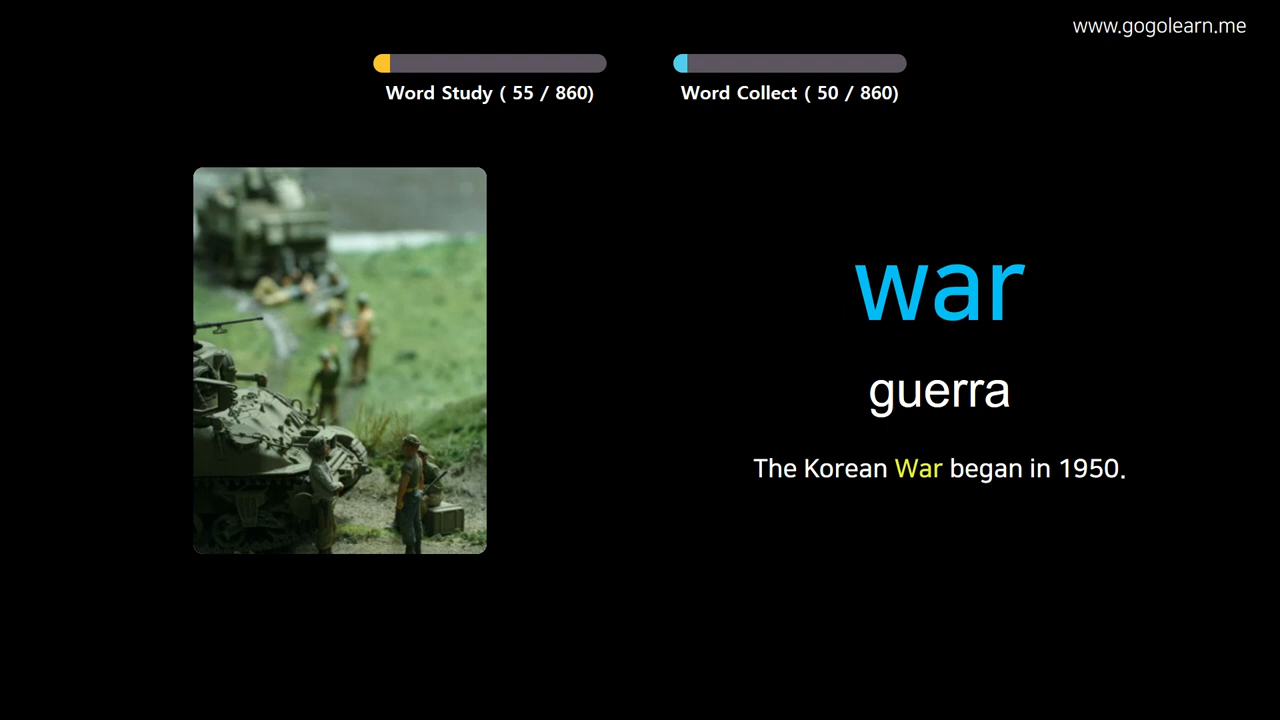 www.gogolearn.me
Word Study ( 55 / 860)
Word Collect ( 50 / 860)
war
guerra
The Korean War began in 1950.